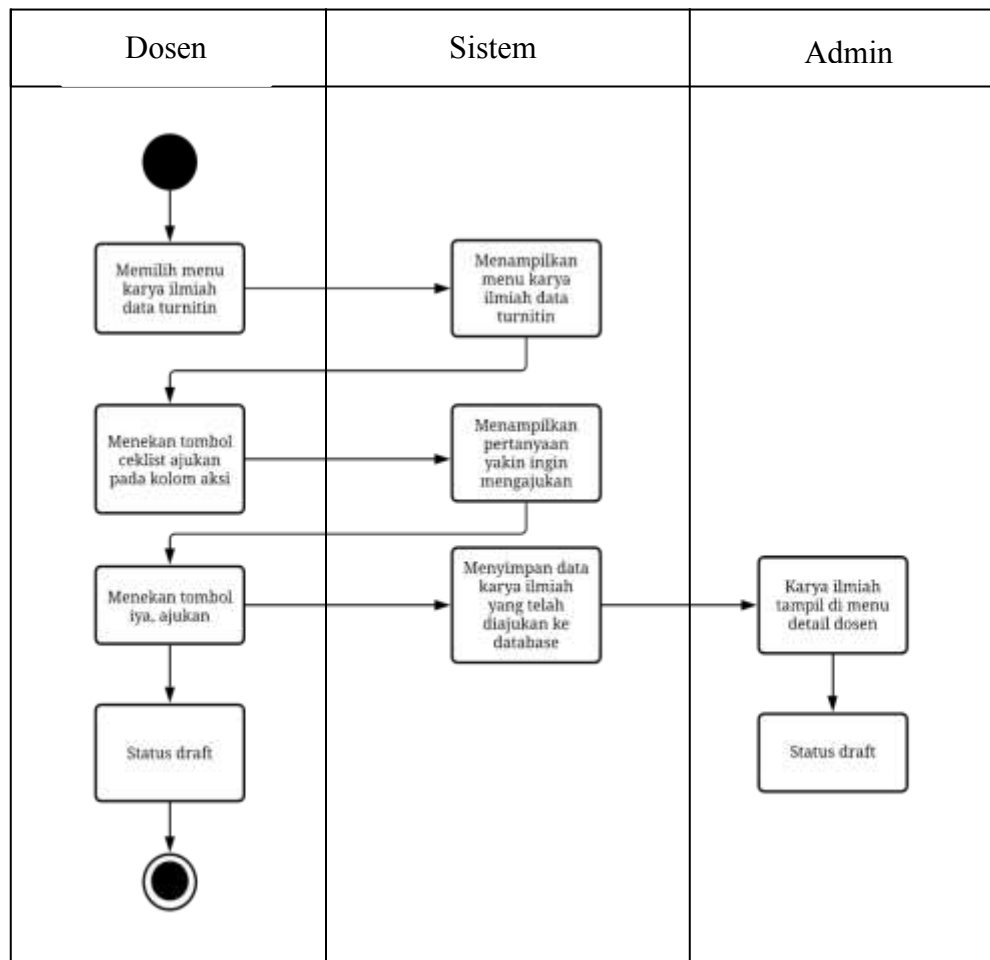 Dosen
Sistem
Admin
Memilih menu
karya ilmiah
data turnitin
Menampilkan
menu karya
ilmiah data
turnitin
Menekan tombol
ceklist ajukan
pada kolom aksi
Menampilkan
pertanyaan
yakin ingin
mengajukan
Menekan tombol
iya, ajukan
Menyimpan data
karya ilmiah
yang telah
diajukan ke
database
Karya ilmiah
tampil di menu
detail dosen
Status draft
Status draft